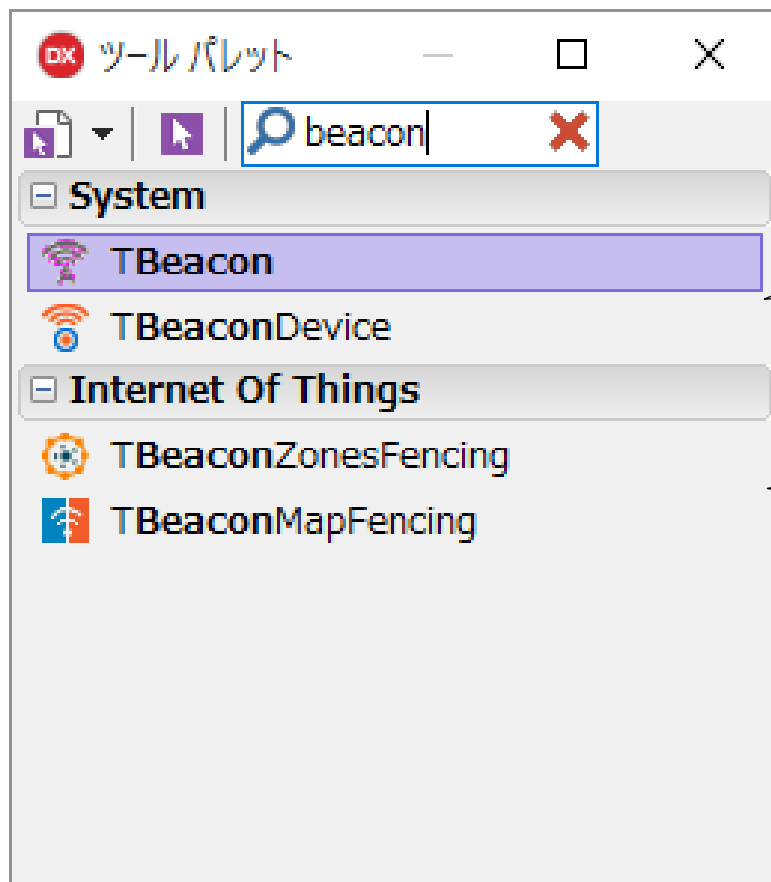 DX ツール パレット
beacon
System
TBeacon
TBeaconDevice
Internet Of Things
TBeaconZonesFencing
TBeaconMapFencing